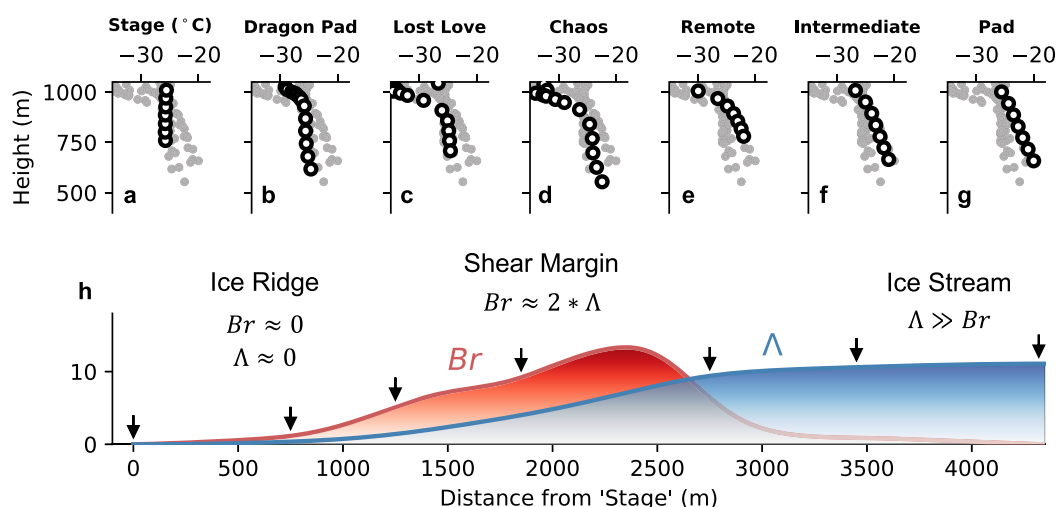 Stage (°C) Dragon Pad Lost Love Chaos Remote Intermediate Pad
−30 −20 −30 −20 −30 −20 −30 −20 −30 −20 −30 −20 −30 −20
1000
750
500
Height (m)
a b c d e f g
h
Ice Ridge
Br ≈ 0
Λ ≈ 0
Shear Margin
Br ≈ 2 * Λ
Ice Stream
Λ ≫ Br
Br
Λ
10
0
0 500 1000 1500 2000 2500 3000 3500 4000
Distance from 'Stage' (m)